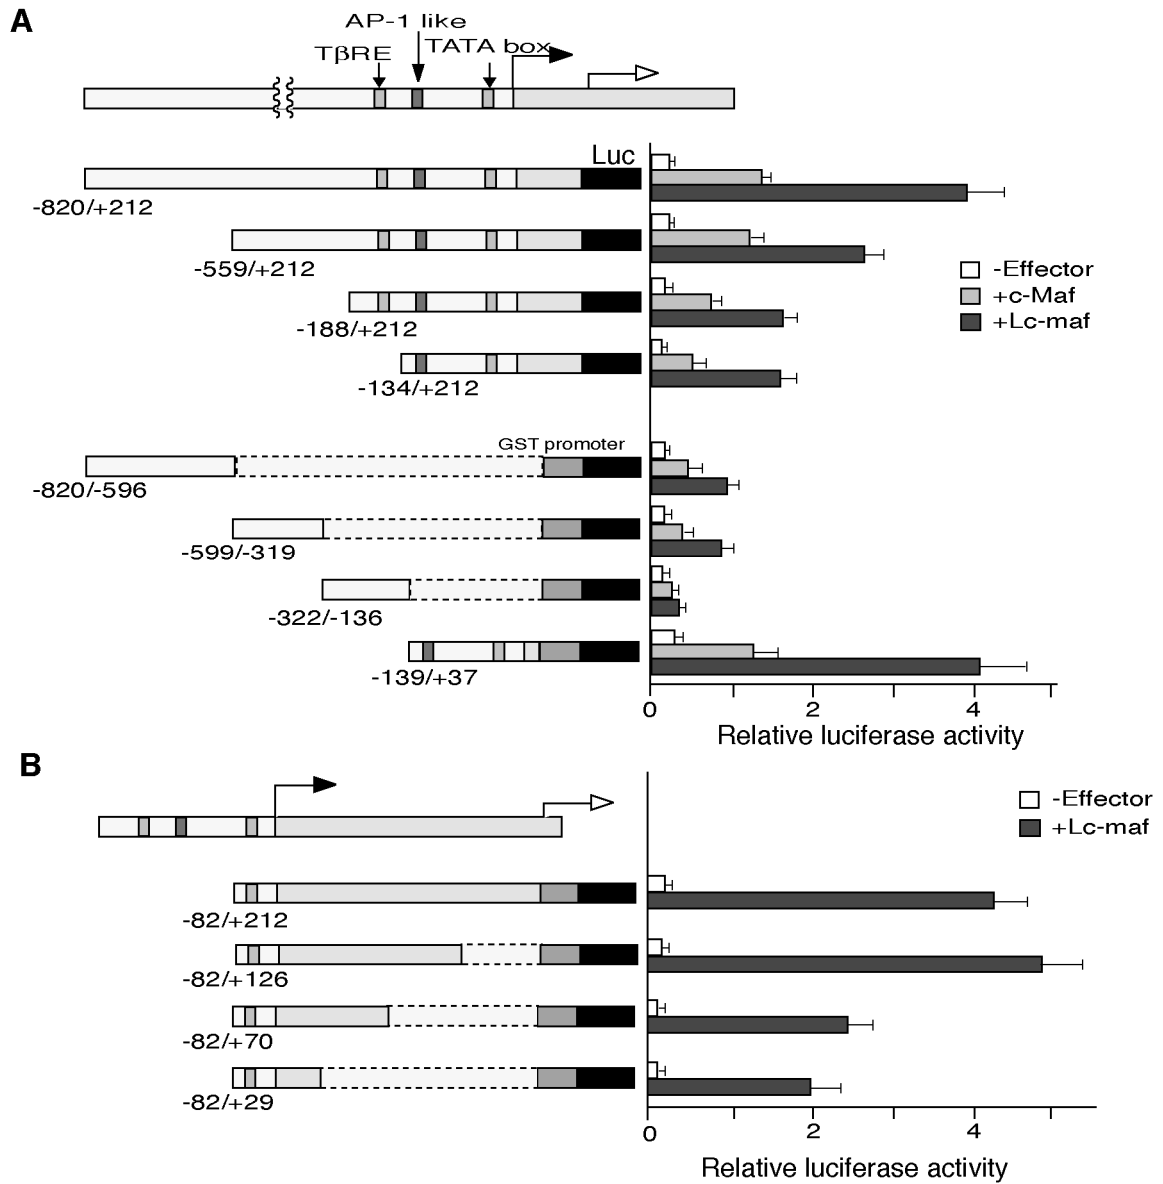 A
AP-1 like
TβRE
TATA box
Luc
-820/+212
-559/+212
-188/+212
-134/+212
-Effector
+c-Maf
+Lc-maf
GST promoter
-820/-596
-599/-319
-322/-136
-139/+37
0 2 4
Relative luciferase activity
B
-Effector
+Lc-maf
-82/+212
-82/+126
-82/+70
-82/+29
0 2 4
Relative luciferase activity